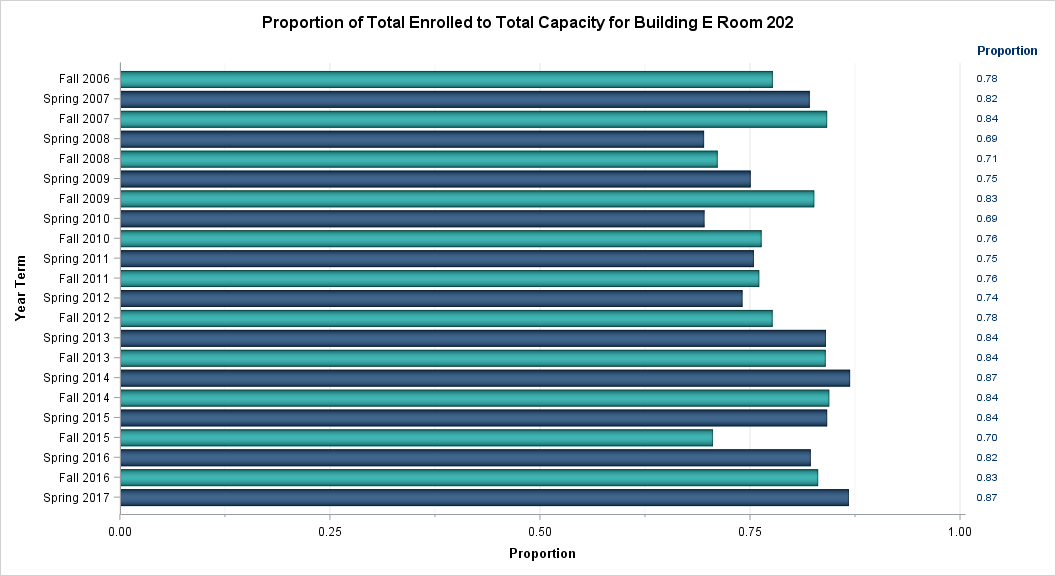 Proportion of Total Enrolled to Total Capacity for Building E Room 202
Proportion
Fall 2006 0.78
Spring 2007 0.82
Fall 2007 0.84
Spring 2008 0.69
Fall 2008 0.71
Spring 2009 0.75
Fall 2009 0.83
Spring 2010 0.69
Fall 2010 0.76
Spring 2011 0.75
Fall 2011 0.76
Spring 2012 0.74
Fall 2012 0.78
Spring 2013 0.84
Fall 2013 0.84
Spring 2014 0.87
Fall 2014 0.84
Spring 2015 0.84
Fall 2015 0.70
Spring 2016 0.82
Fall 2016 0.83
Spring 2017 0.87
Year Term
0.00 0.25 0.50 0.75 1.00
Proportion